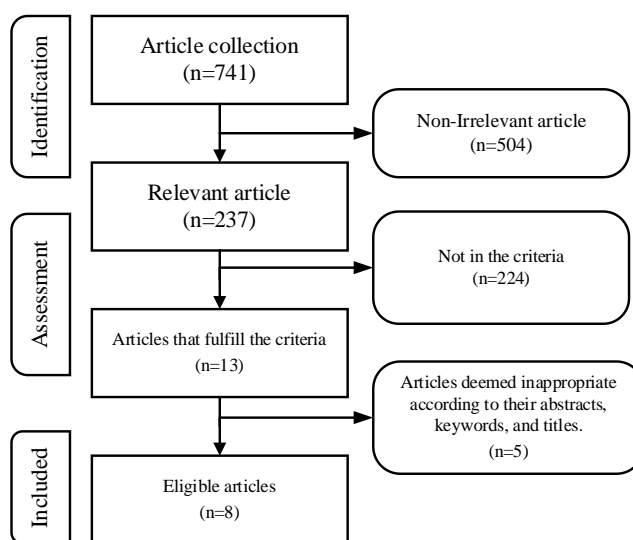 Identification
Article collection
(n=741)
Non-Irrelevant article
(n=504)
Relevant article
(n=237)
Assessment
Not in the criteria
(n=224)
Articles that fulfill the criteria
(n=13)
Articles deemed inappropriate
according to their abstracts,
keywords, and titles.
(n=5)
Included
Eligible articles
(n=8)